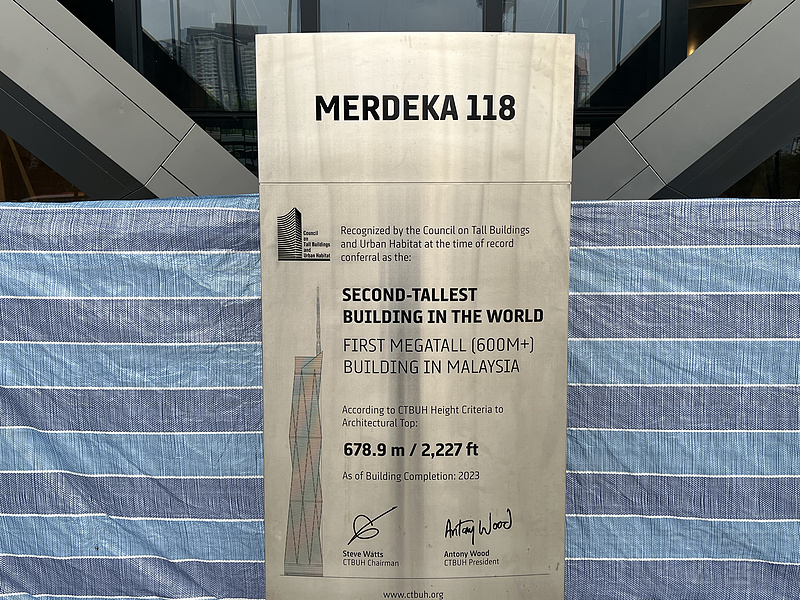 MERDEKA 118
Council
on
Tall Buildings
and
Urban Habitat
Recognized by the Council on Tall Buildings
and Urban Habitat at the time of record
conferral as the:
SECOND-TALLEST
BUILDING IN THE WORLD
FIRST MEGATALL (600M+)
BUILDING IN MALAYSIA
According to CTBUH Height Criteria to
Architectural Top:
678.9 m / 2,227 ft
As of Building Completion: 2023
Antony Wood
Steve Watts
CTBUH Chairman
Antony Wood
CTBUH President
www.ctbuh.org